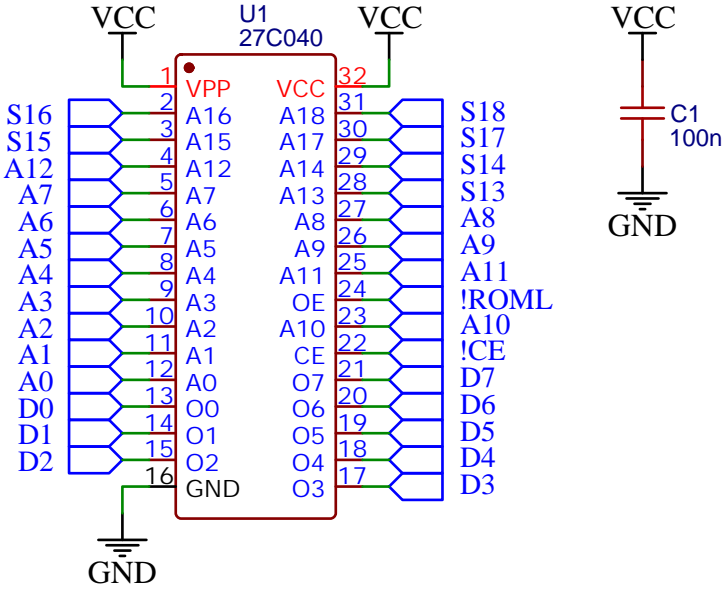 VCC
U1
27C040
VCC
VCC
1 VPP VCC 32
S16 2 A16 A18 31 S18
S15 3 A15 A17 30 S17
A12 4 A12 A14 29 S14
A7 5 A7 A13 28 S13
A6 6 A6 A8 27 A8
A5 7 A5 A9 26 A9
A4 8 A4 A11 25 A11
A3 9 A3 OE 24 !ROML
A2 10 A2 A10 23 A10
A1 11 A1 CE 22 !CE
A0 12 A0 O7 21 D7
D0 13 O0 O6 20 D6
D1 14 O1 O5 19 D5
D2 15 O2 O4 18 D4
16 GND O3 17 D3
GND
C1
100n
GND